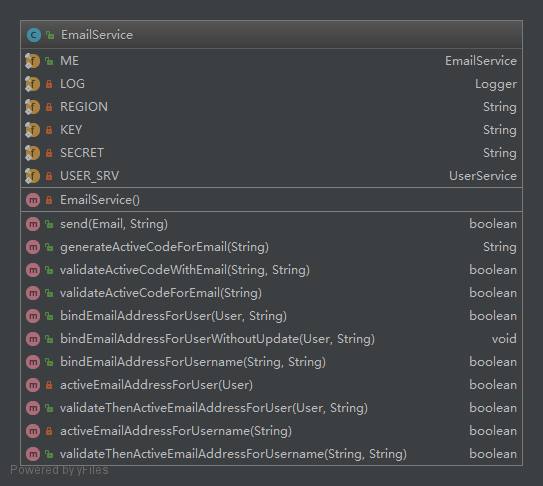 EmailService
ME EmailService
LOG Logger
REGION String
KEY String
SECRET String
USER_SRV UserService
EmailService()
send(Email, String) boolean
generateActiveCodeForEmail(String) String
validateActiveCodeWithEmail(String, String) boolean
validateActiveCodeForEmail(String) boolean
bindEmailAddressForUser(User, String) boolean
bindEmailAddressForUserWithoutUpdate(User, String) void
bindEmailAddressForUsername(String, String) boolean
activeEmailAddressForUser(User) boolean
validateThenActiveEmailAddressForUser(User, String) boolean
activeEmailAddressForUsername(String) boolean
validateThenActiveEmailAddressForUsername(String, String) boolean
Powered by yFiles